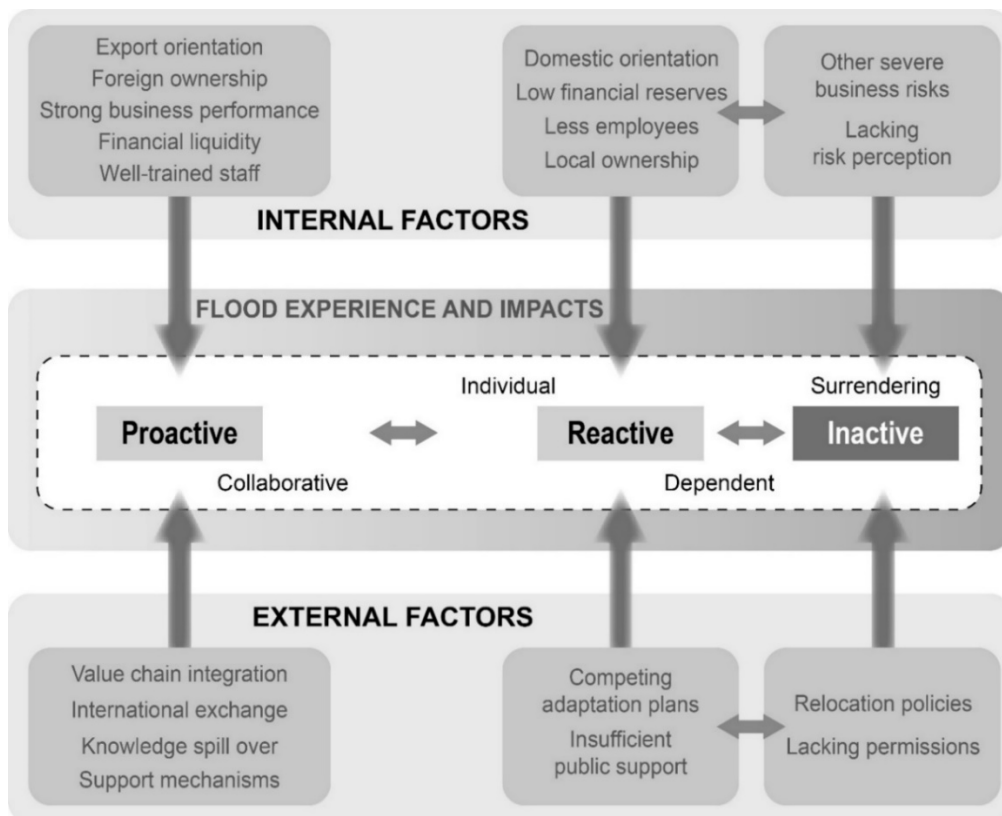 Export orientation
Foreign ownership
Strong business performance
Financial liquidity
Well-trained staff
Domestic orientation
Low financial reserves
Less employees
Local ownership
Other severe
business risks
Lacking
risk perception
INTERNAL FACTORS
FLOOD EXPERIENCE AND IMPACTS
Individual
Surrendering
Proactive
Reactive
Inactive
Collaborative
Dependent
EXTERNAL FACTORS
Value chain integration
International exchange
Knowledge spill over
Support mechanisms
Competing
adaptation plans
Insufficient
public support
Relocation policies
Lacking permissions